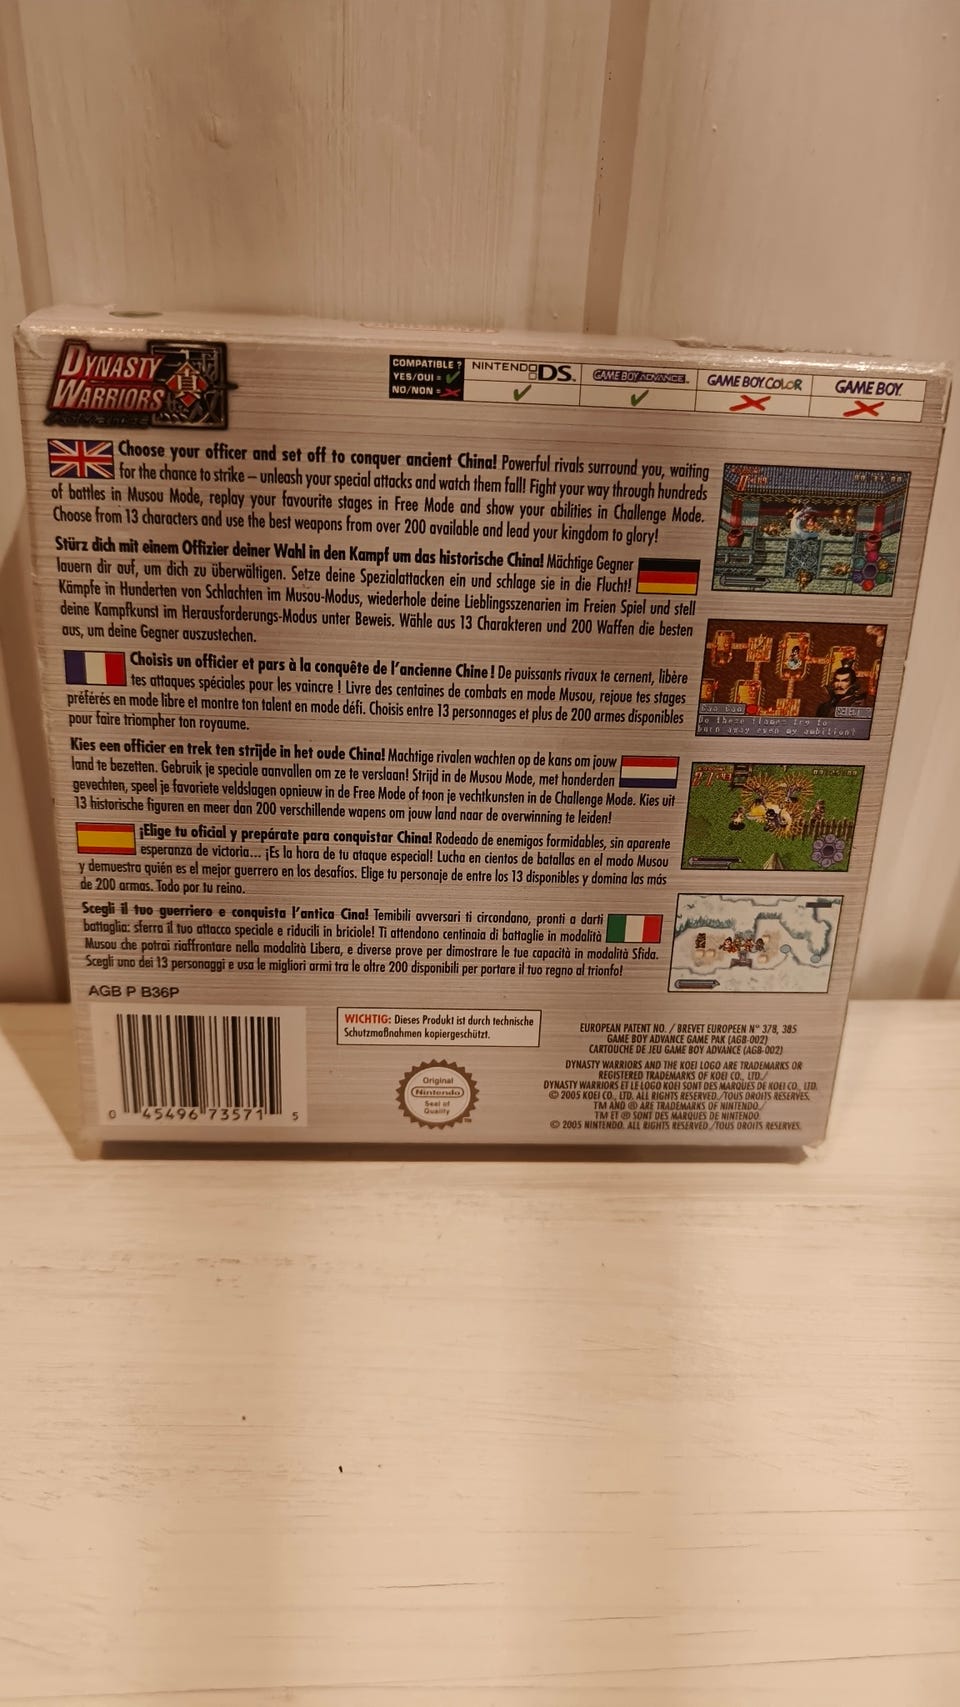 DYNASTY
WARRIORS
COMPATIBLE ?
YES/OUI =
NO/NON =
NINTENDO DS™
GAME BOY ADVANCE™
GAME BOY COLOR
GAME BOY™
Choose your officer and set off to conquer ancient China! Powerful rivals surround you, waiting
for the chance to strike – unleash your special attacks and watch them fall! Fight your way through hundreds
of battles in Musou Mode, replay your favourite stages in Free Mode and show your abilities in Challenge Mode.
Choose from 13 characters and use the best weapons from over 200 available and lead your kingdom to glory!
Stürz dich mit einem Offizier deiner Wahl in den Kampf um das historische China! Mächtige Gegner
lauern dir auf, um dich zu überwältigen. Setze deine Spezialattacken ein und schlage sie in die Flucht!
Kämpfe in Hunderten von Schlachten im Musou-Modus, wiederhole deine Lieblingsszenarien im Freien Spiel und stell
deine Kampfkunst im Herausforderungs-Modus unter Beweis. Wähle aus 13 Charakteren und 200 Waffen die besten
aus, um deine Gegner auszustechen.
Choisis un officier et pars à la conquête de l'ancienne Chine ! De puissants rivaux te cernent, libère
tes attaques spéciales pour les vaincre ! Livre des centaines de combats en mode Musou, rejoue tes stages
préférés en mode libre et montre ton talent en mode défi. Choisis entre 13 personnages et plus de 200 armes disponibles
pour faire triompher ton royaume.
Kies een officier en trek ten strijde in het oude China! Machtige rivalen wachten op de kans om jouw
land te bezetten. Gebruik je speciale aanvallen om ze te verslaan! Strijd in de Musou Mode, met honderden
gevechten, speel je favoriete veldslagen opnieuw in de Free Mode of toon je vechtkunsten in de Challenge Mode. Kies uit
13 historische figuren en meer dan 200 verschillende wapens om jouw land naar de overwinning te leiden!
¡Elige tu oficial y prepárate para conquistar China! Rodeado de enemigos formidables, sin aparente
esperanza de victoria... ¡Es la hora de tu ataque especial! Lucha en cientos de batallas en el modo Musou
y demuestra quién es el mejor guerrero en los desafíos. Elige tu personaje de entre los 13 disponibles y domina las más
de 200 armas. Todo por tu reino.
Scegli il tuo guerriero e conquista l'antica Cina! Temibili avversari ti circondano, pronti a darti
battaglia: sferra il tuo attacco speciale e riducili in briciole! Ti attendono centinaia di battaglie in modalità
Musou che potrai riaffrontare nella modalità Libera, e diverse prove per dimostrare le tue capacità in modalità Sfida.
Scegli uno dei 13 personaggi e usa le migliori armi tra le oltre 200 disponibili per portare il tuo regno al trionfo!
Do these flames try to
burn away even my ambition?
AGB P B36P
0 45496 73571 5
WICHTIG: Dieses Produkt ist durch technische
Schutzmaßnahmen kopiergeschützt.
Original
Nintendo
Seal of
Quality
EUROPEAN PATENT NO. / BREVET EUROPEEN N° 378, 385
GAME BOY ADVANCE GAME PAK (AGB-002)
CARTOUCHE DE JEU GAME BOY ADVANCE (AGB-002)
DYNASTY WARRIORS AND THE KOEI LOGO ARE TRADEMARKS OR
REGISTERED TRADEMARKS OF KOEI CO., LTD./
DYNASTY WARRIORS ET LE LOGO KOEI SONT DES MARQUES DE KOEI CO., LTD.
© 2005 KOEI CO., LTD. ALL RIGHTS RESERVED./TOUS DROITS RESERVES.
TM AND ® ARE TRADEMARKS OF NINTENDO./
TM ET ® SONT DES MARQUES DE NINTENDO.
© 2005 NINTENDO. ALL RIGHTS RESERVED./TOUS DROITS RESERVES.